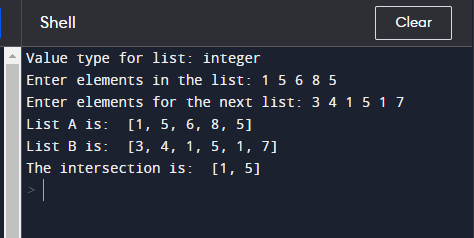 Shell
Clear
Value type for list: integer
Enter elements in the list: 1 5 6 8 5
Enter elements for the next list: 3 4 1 5 1 7
List A is:  [1, 5, 6, 8, 5]
List B is:  [3, 4, 1, 5, 1, 7]
The intersection is:  [1, 5]
>